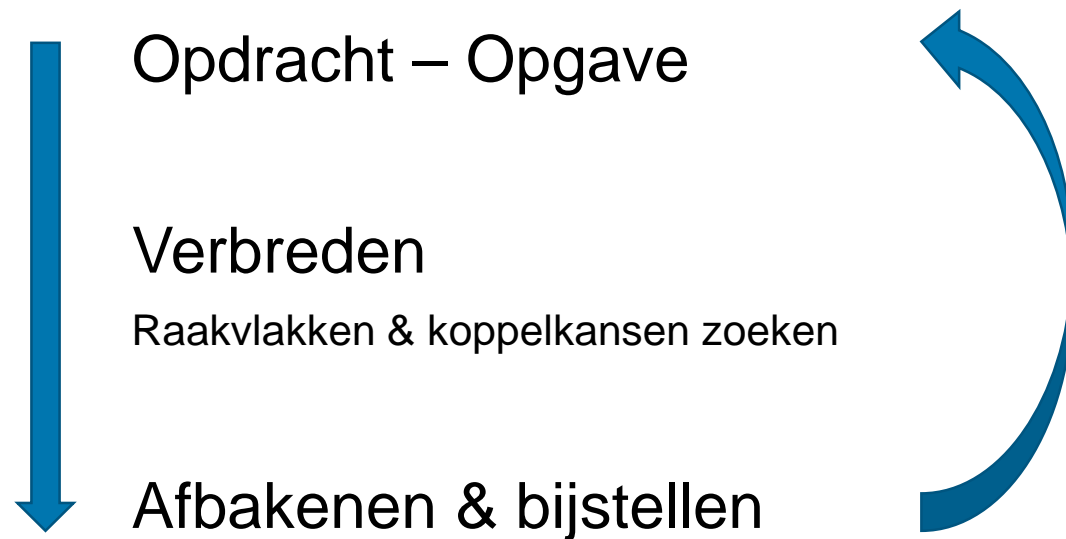 Opdracht – Opgave
Verbreden
Raakvlakken & koppelkansen zoeken
Afbakenen & bijstellen